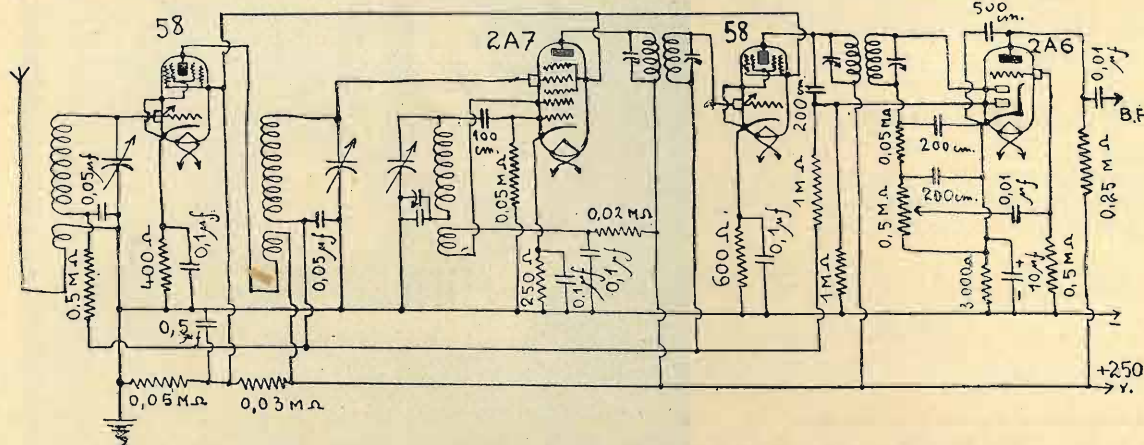 58
2A7
58
500 cm.
2A6
0,01 μf
B.F.
0,05 μf
400 Ω
0,1 μf
0,5 MΩ
0,5 μf
0,05 μf
100 cm.
0,05 MΩ
250 Ω
0.1 μf
0,1 μf
0,02 MΩ
600 Ω
0,1 μf
200
1 MΩ
1 MΩ
0,05 MΩ
200 cm.
200 cm.
0,5 MΩ
0,01 μf
3000 Ω
+
-
10 μf
0,5 MΩ
0,25 MΩ
-
+250 v.
0,05 MΩ
0,03 MΩ